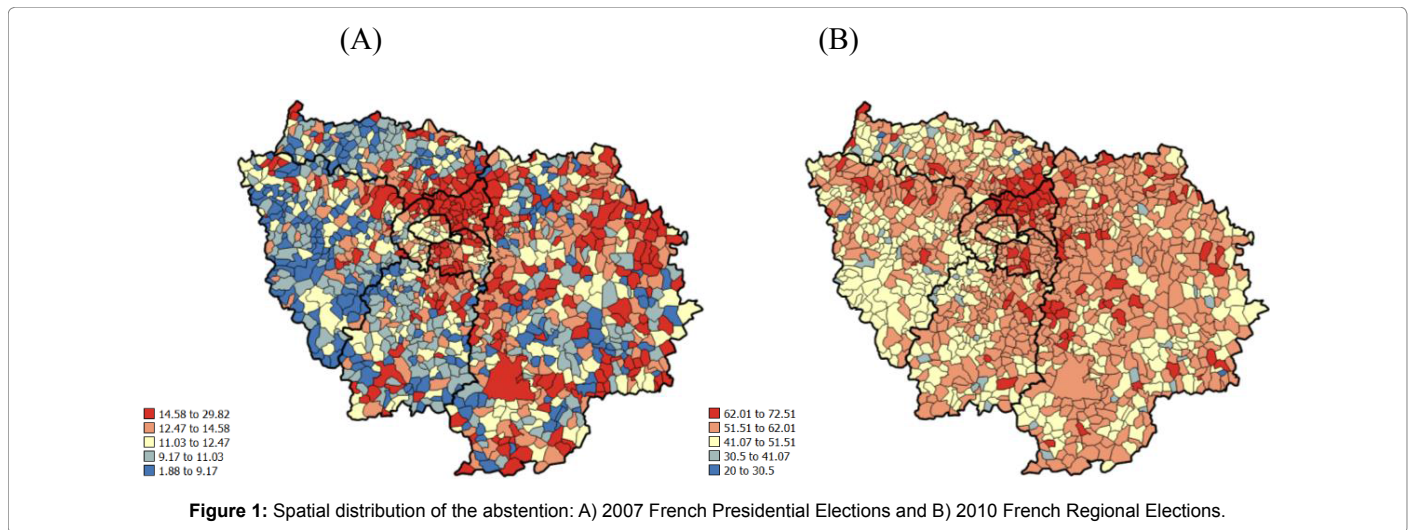 (A)
(B)
14.58 to 29.82
12.47 to 14.58
11.03 to 12.47
9.17 to 11.03
1.88 to 9.17
62.01 to 72.51
51.51 to 62.01
41.07 to 51.51
30.5 to 41.07
20 to 30.5
Figure 1: Spatial distribution of the abstention: A) 2007 French Presidential Elections and B) 2010 French Regional Elections.